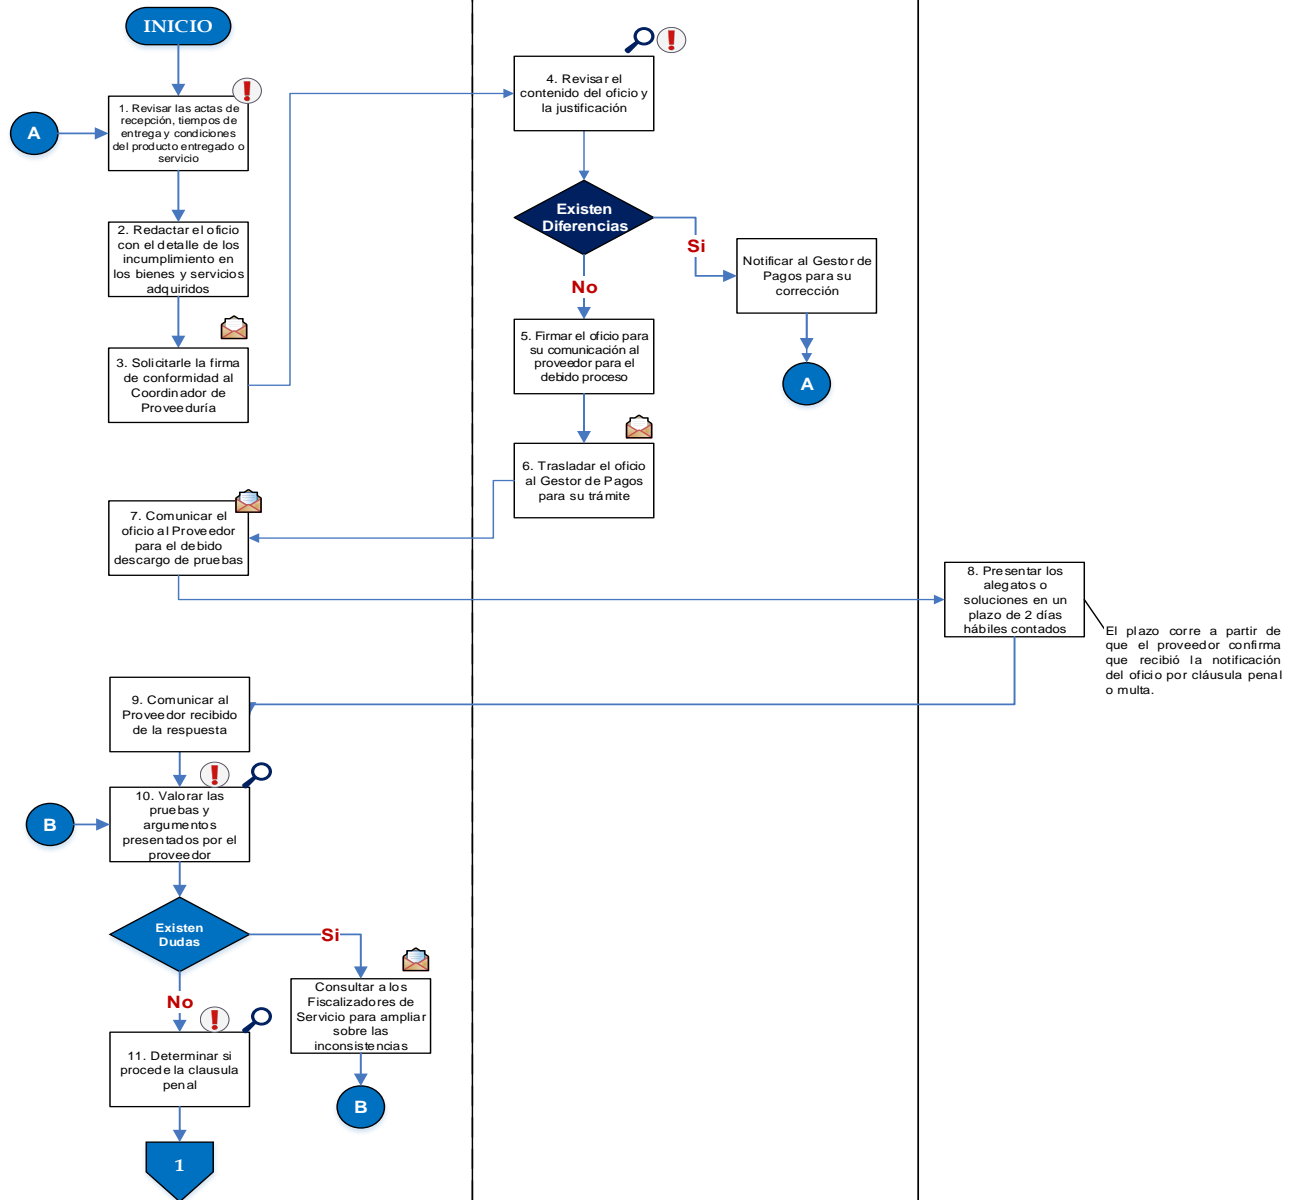 INICIO
A
1. Revisar las actas de
recepción, tiempos de
entrega y condiciones
del producto entregado o
servicio
2. Redactar el oficio
con el detalle de los
incumplimiento en
los bienes y servicios
adquiridos
3. Solicitarle la firma
de conformidad al
Coordinador de
Proveeduría
4. Revisar el
contenido del oficio y
la justificación
Existen
Diferencias
Si
No
Notificar al Gestor de
Pagos para su
corrección
A
5. Firmar el oficio para
su comunicación al
proveedor para el
debido proceso
6. Trasladar el oficio
al Gestor de Pagos
para su trámite
7. Comunicar el
oficio al Proveedor
para el debido
descargo de pruebas
8. Presentar los
alegatos o
soluciones en un
plazo de 2 días
hábiles contados
El plazo corre a partir de
que el proveedor confirma
que recibió la notificación
del oficio por cláusula penal
o multa.
9. Comunicar al
Proveedor recibido
de la respuesta
B
10. Valorar las
pruebas y
argumentos
presentados por el
proveedor
Existen
Dudas
Si
No
Consultar a los
Fiscalizadores de
Servicio para ampliar
sobre las
inconsistencias
B
11. Determinar si
procede la clausula
penal
1